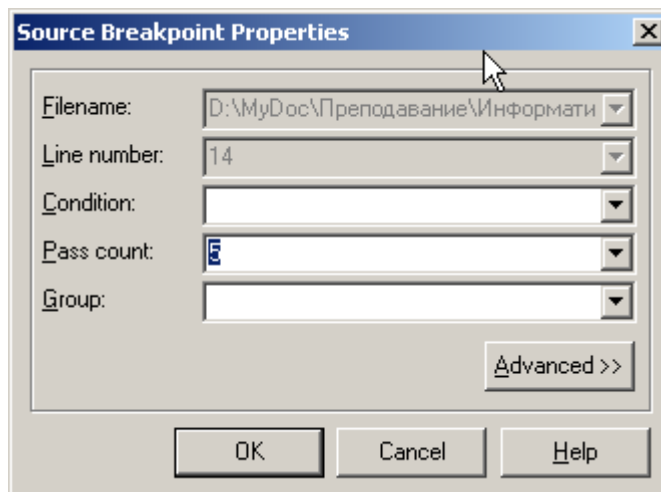 Source Breakpoint Properties
Filename: D:\MyDoc\Преподавание\Информати
Line number: 14
Condition:
Pass count: 5
Group:
Advanced >>
OK Cancel Help